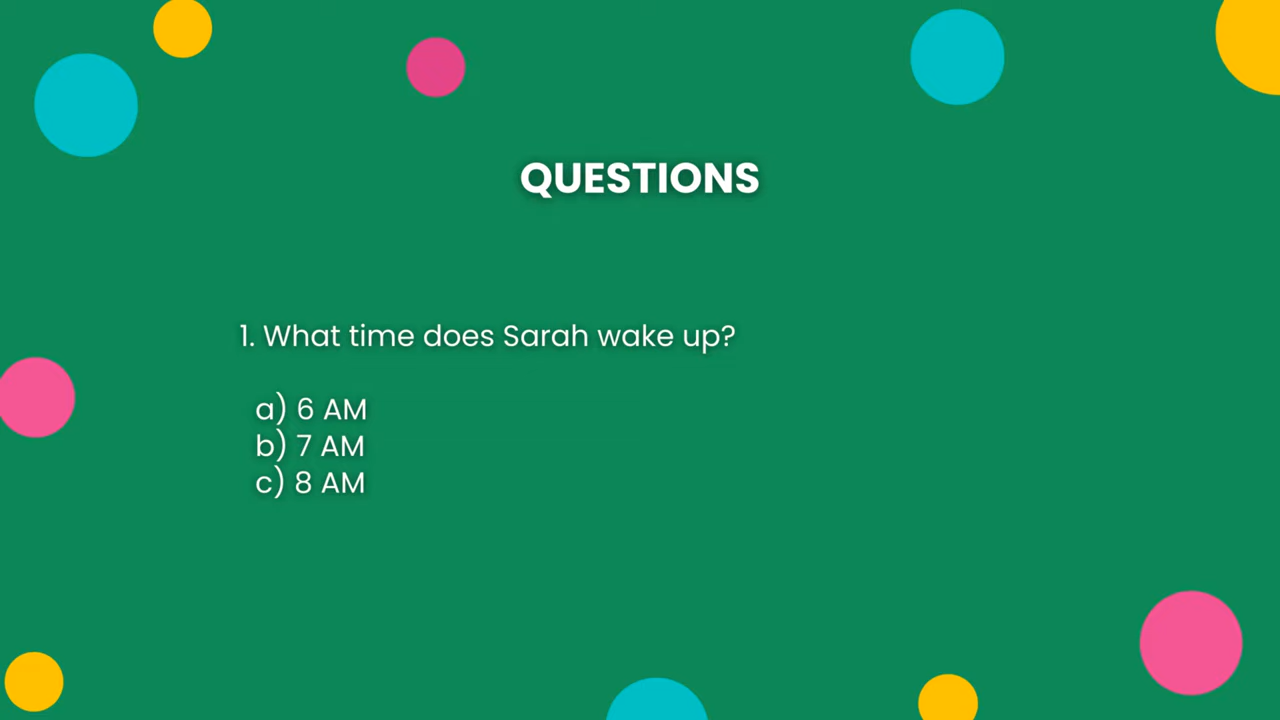 QUESTIONS
1. What time does Sarah wake up?
a) 6 AM
b) 7 AM
c) 8 AM